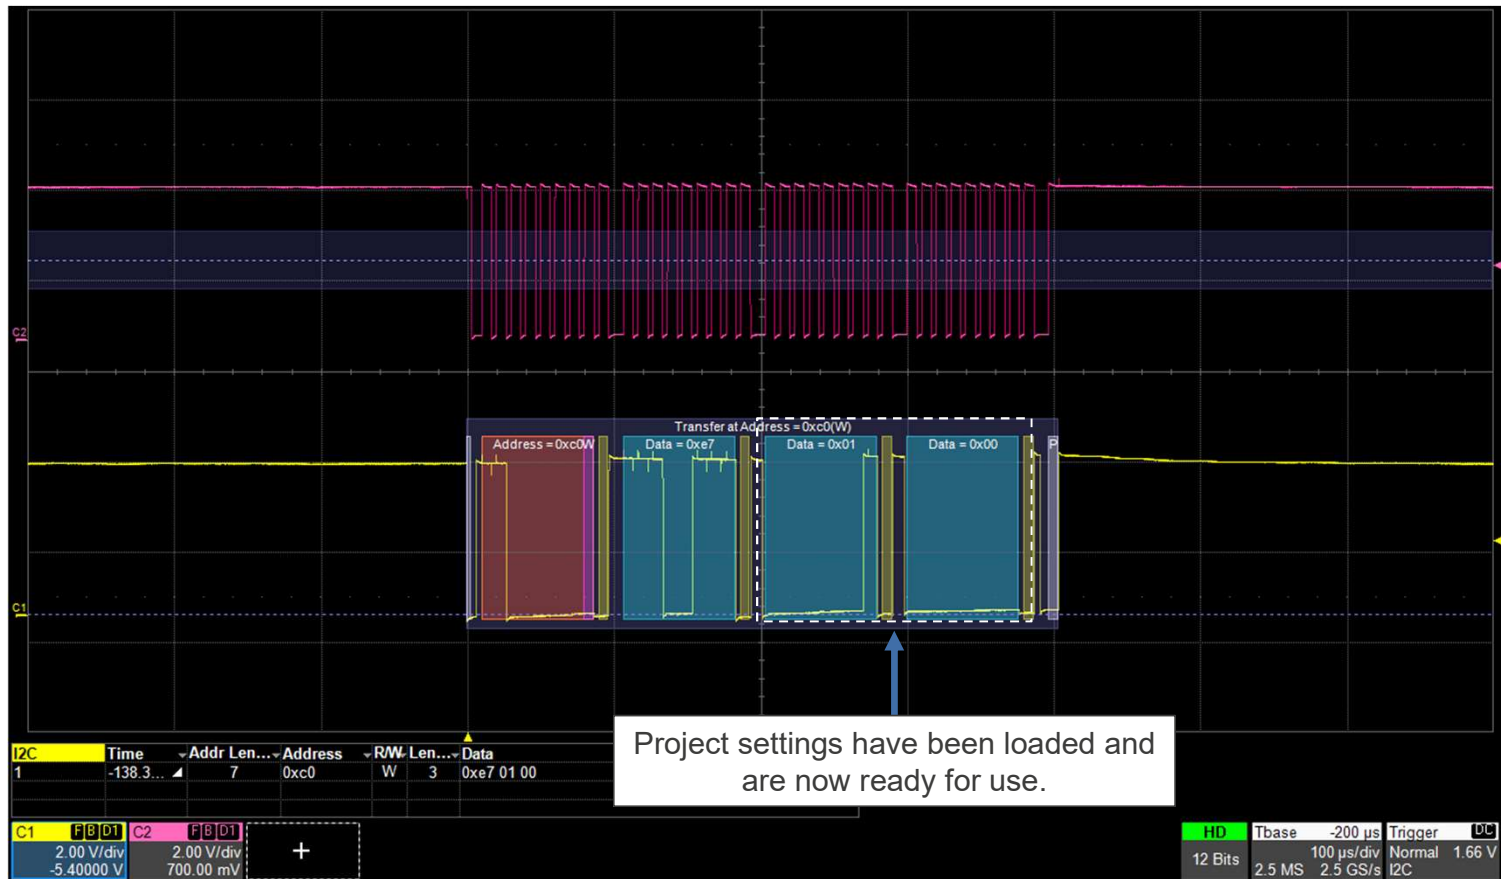 C2
Transfer at Address = 0xc0(W)
Address = 0xc0W
Data = 0xe7
Data = 0x01
Data = 0x00
P
C1
Project settings have been loaded and
are now ready for use.
I2C Time Addr Len... Address R/W Len... Data
1 -138.3... 7 0xc0 W 3 0xe7 01 00
C1 F B D1
2.00 V/div
-5.40000 V
C2 F B D1
2.00 V/div
700.00 mV
+
HD
12 Bits
Tbase -200 µs
100 µs/div
2.5 MS 2.5 GS/s
Trigger DC
Normal 1.66 V
I2C